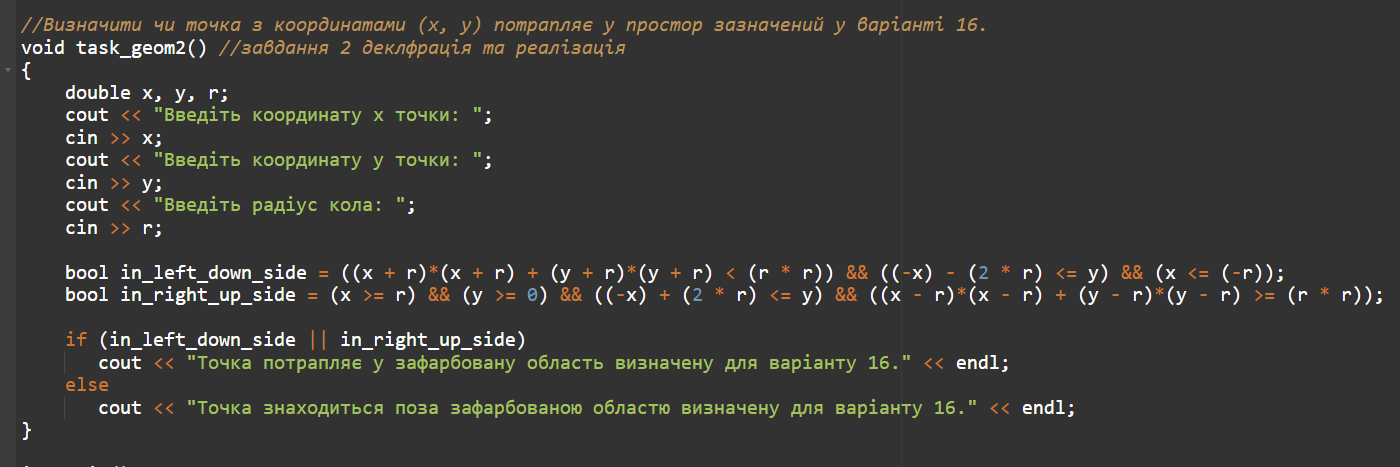 //Визначити чи точка з координатами (x, y) потрапляє у простор зазначений у варіанті 16.
void task_geom2() //завдання 2 деклфрація та реалізація
{
double x, y, r;
cout << "Введіть координату x точки: ";
cin >> x;
cout << "Введіть координату y точки: ";
cin >> y;
cout << "Введіть радіус кола: ";
cin >> r;
bool in_left_down_side = ((x + r)*(x + r) + (y + r)*(y + r) < (r * r)) && ((-x) - (2 * r) <= y) && (x <= (-r));
bool in_right_up_side = (x >= r) && (y >= 0) && ((-x) + (2 * r) <= y) && ((x - r)*(x - r) + (y - r)*(y - r) >= (r * r));
if (in_left_down_side || in_right_up_side)
cout << "Точка потрапляє у зафарбовану область визначену для варіанту 16." << endl;
else
cout << "Точка знаходиться поза зафарбованою областю визначену для варіанту 16." << endl;
}